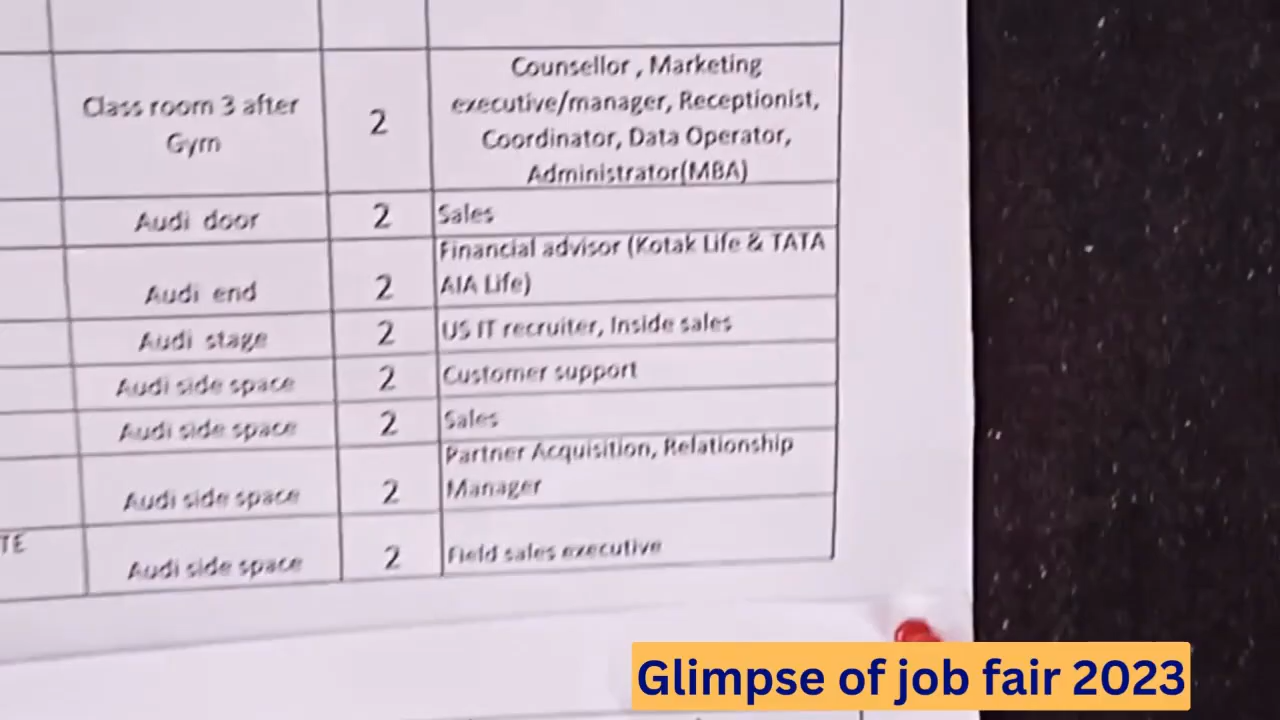 Class room 3 after
Gym
2
Counsellor , Marketing
executive/manager, Receptionist,
Coordinator, Data Operator,
Administrator(MBA)
Audi door
2
Sales
Audi end
2
Financial advisor (Kotak Life & TATA
AIA Life)
Audi stage
2
US IT recruiter, Inside sales
Audi side space
2
Customer support
Audi side space
2
Sales
Audi side space
2
Partner Acquisition, Relationship
Manager
TE
Audi side space
2
Field sales executive
Glimpse of job fair 2023